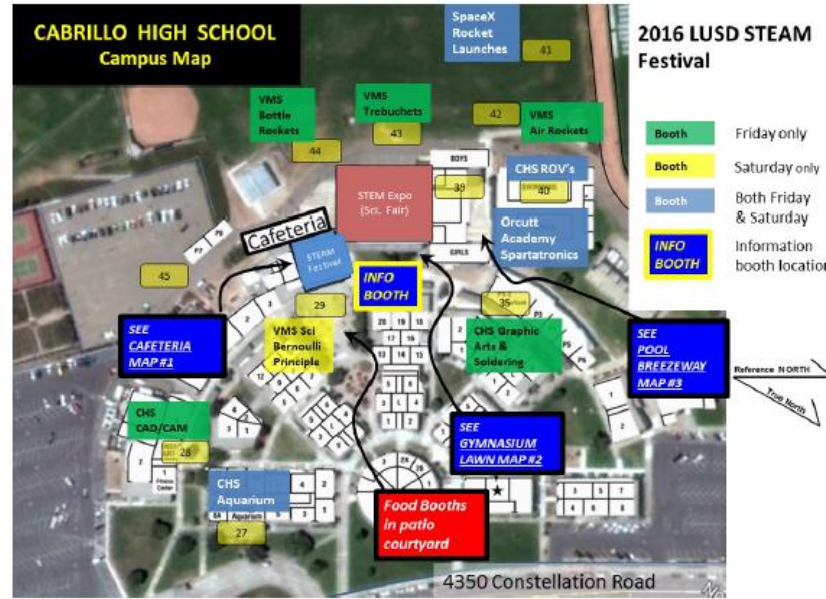 CABRILLO HIGH SCHOOL
Campus Map
SpaceX
Rocket
Launches
41
2016 LUSD STEAM
Festival
Booth
Friday only
Booth
Saturday only
Booth
Both Friday
& Saturday
INFO
BOOTH
Information
booth location
VMS
Bottle
Rockets
44
VMS
Trebuchets
43
42
VMS
Air Rockets
BOYS
39
GIRLS
CHS ROV's
40
Orcutt
Academy
Spartatronics
STEM Expo
(Sci. Fair)
Cafeteria
STEAM
Festival
INFO
BOOTH
45
29
35
SEE
CAFETERIA
MAP #1
VMS Sci
Bernoulli
Principle
CHS Graphic
Arts &
Soldering
SEE
POOL
BREEZEWAY
MAP #3
Reference NORTH
True North
CHS
CAD/CAM
28
Fitness
Center
SEE
GYMNASIUM
LAWN MAP #2
CHS
Aquarium
Aquarium
27
Food Booths
in patio
courtyard
4350 Constellation Road